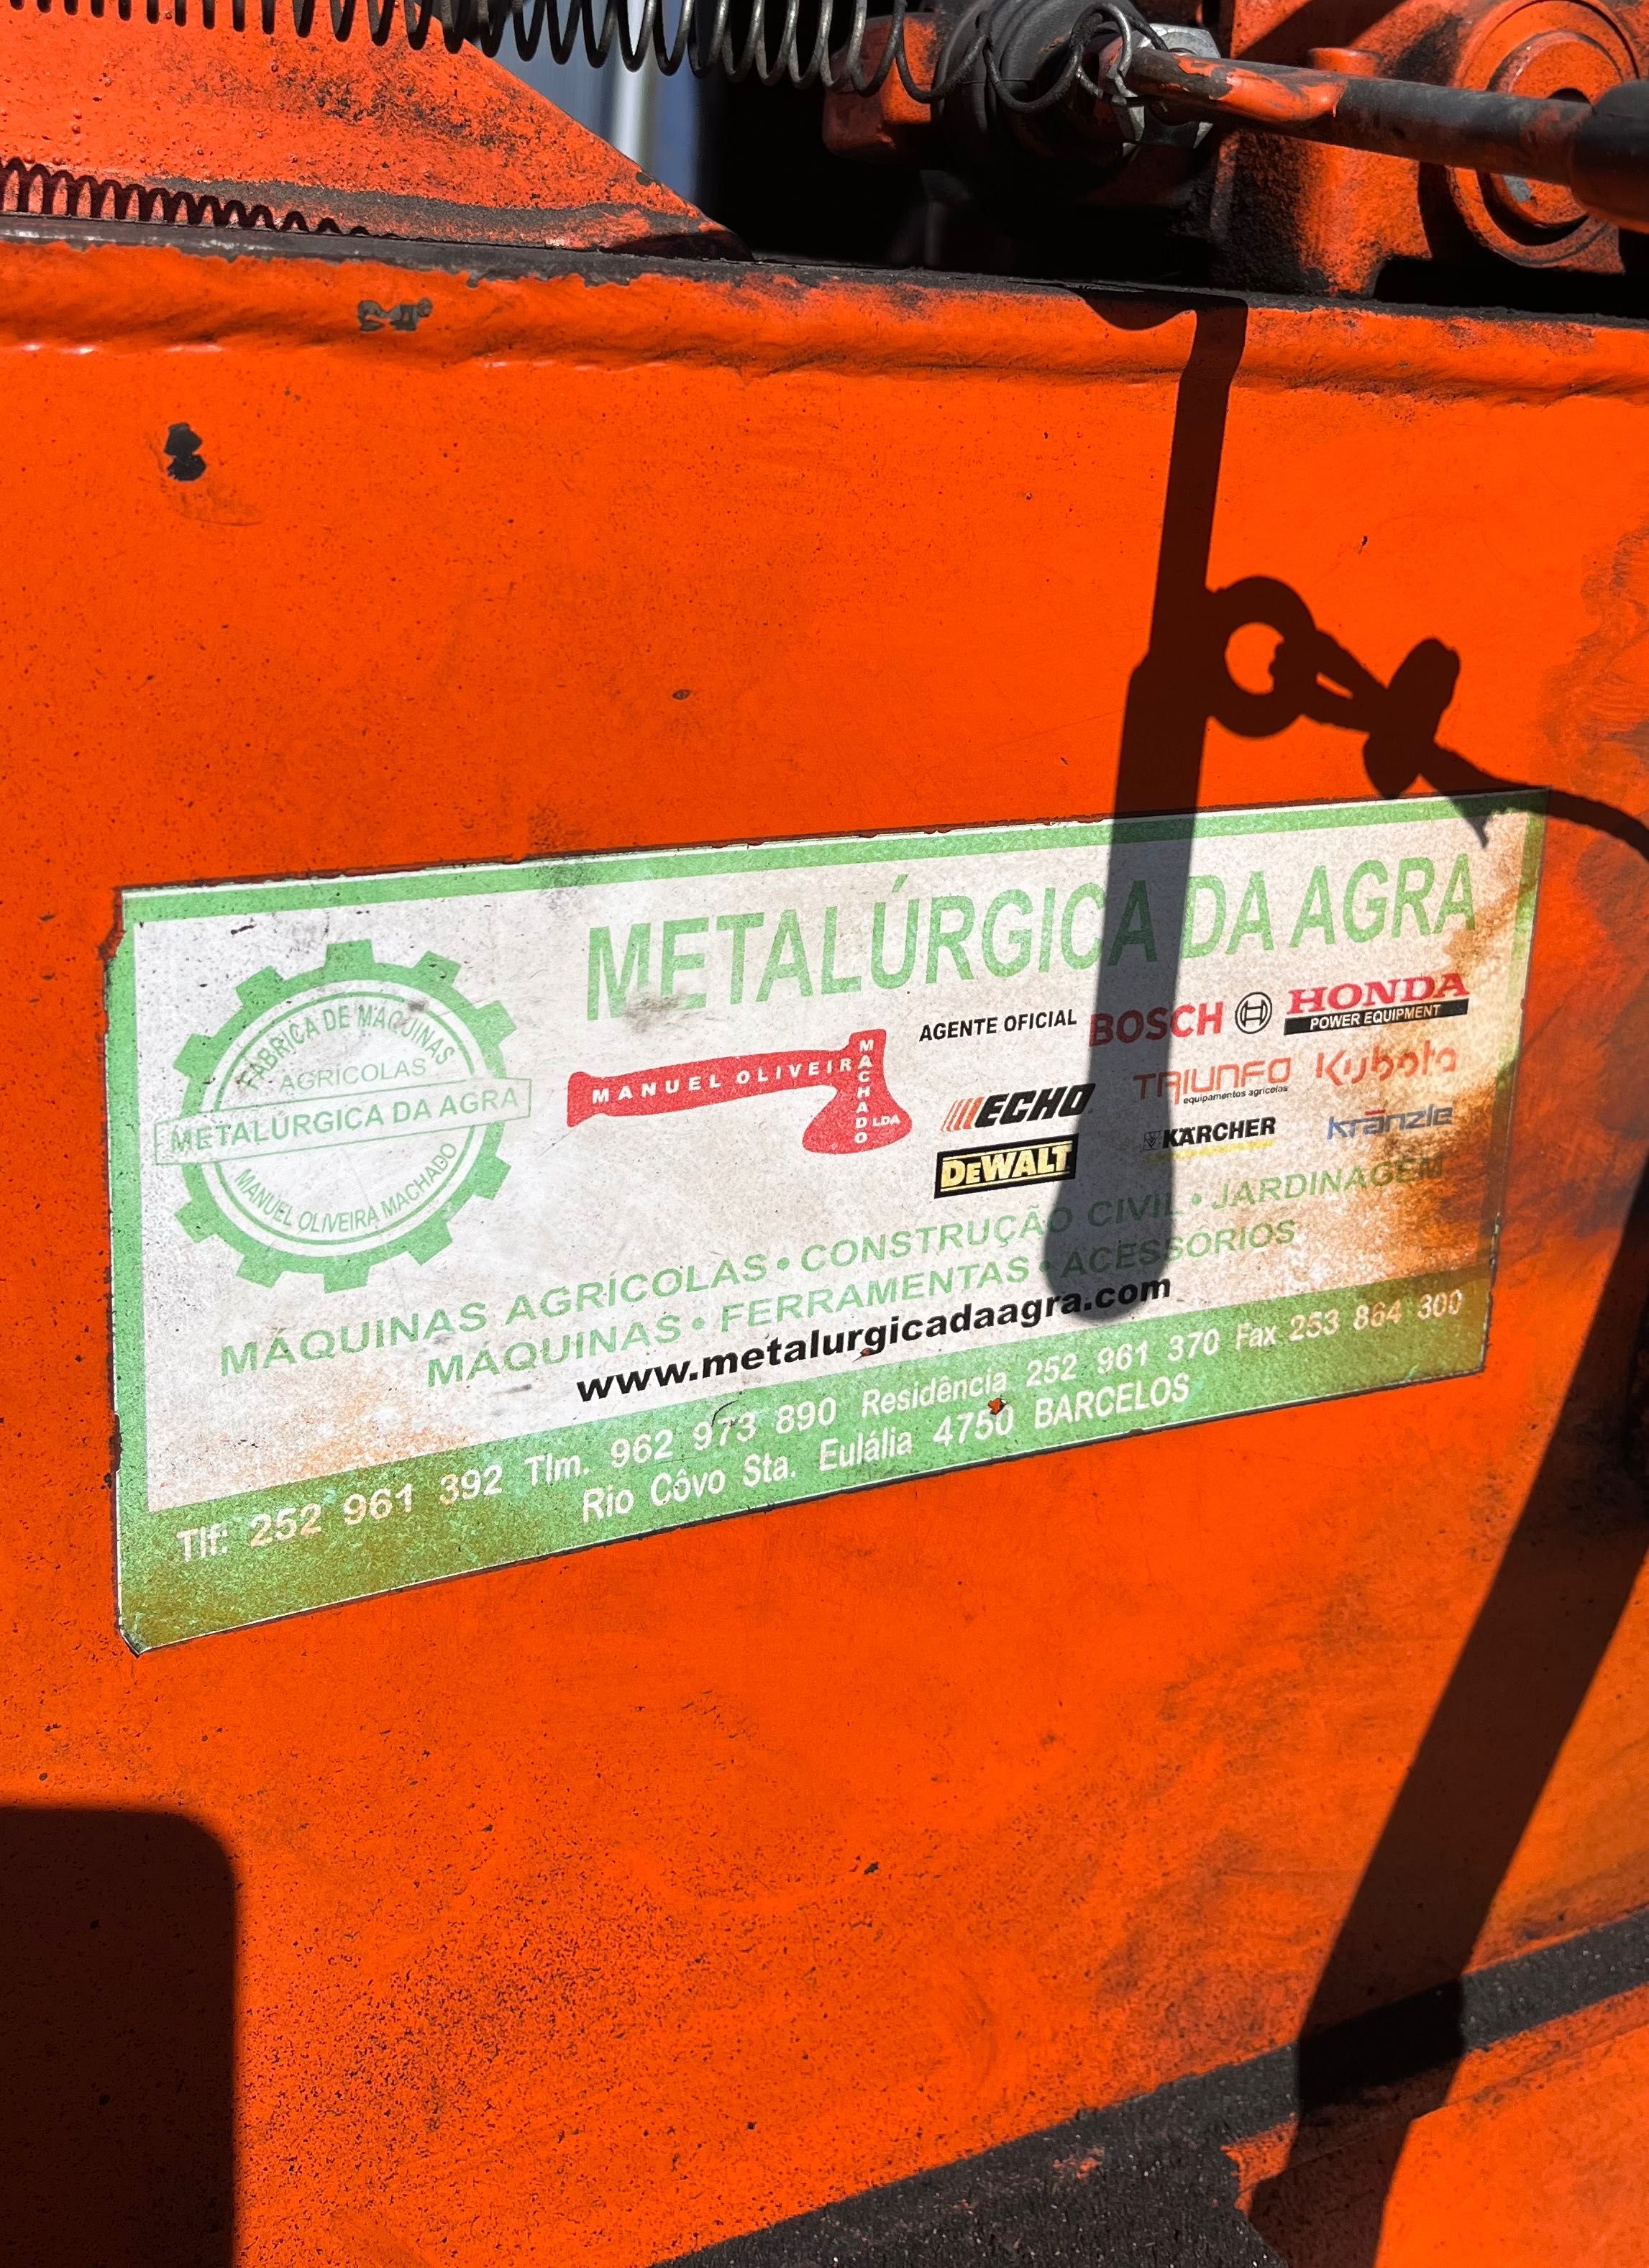 METALÚRGICA DA AGRA
FÁBRICA DE MÁQUINAS
AGRÍCOLAS
METALÚRGICA DA AGRA
MANUEL OLIVEIRA MACHADO
MANUEL OLIVEIRA
MACHADO
LDA
AGENTE OFICIAL
BOSCH
HONDA
POWER EQUIPMENT
ECHO
TRIUNFO
equipamentos agrícolas
Kubota
DEWALT
KÄRCHER
kränzle
MÁQUINAS AGRÍCOLAS • CONSTRUÇÃO CIVIL • JARDINAGEM
MÁQUINAS • FERRAMENTAS • ACESSÓRIOS
www.metalurgicadaagra.com
Tlf: 252 961 392 Tlm. 962 973 890 Residência 252 961 370 Fax 253 864 300
Rio Côvo Sta. Eulália 4750 BARCELOS